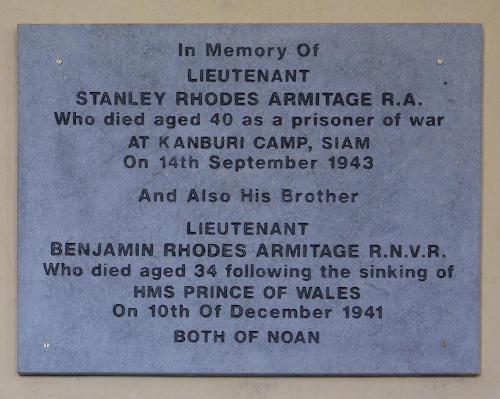 In Memory Of
LIEUTENANT
STANLEY RHODES ARMITAGE R.A.
Who died aged 40 as a prisoner of war
AT KANBURI CAMP, SIAM
On 14th September 1943
And Also His Brother
LIEUTENANT
BENJAMIN RHODES ARMITAGE R.N.V.R.
Who died aged 34 following the sinking of
HMS PRINCE OF WALES
On 10th Of December 1941
BOTH OF NOAN